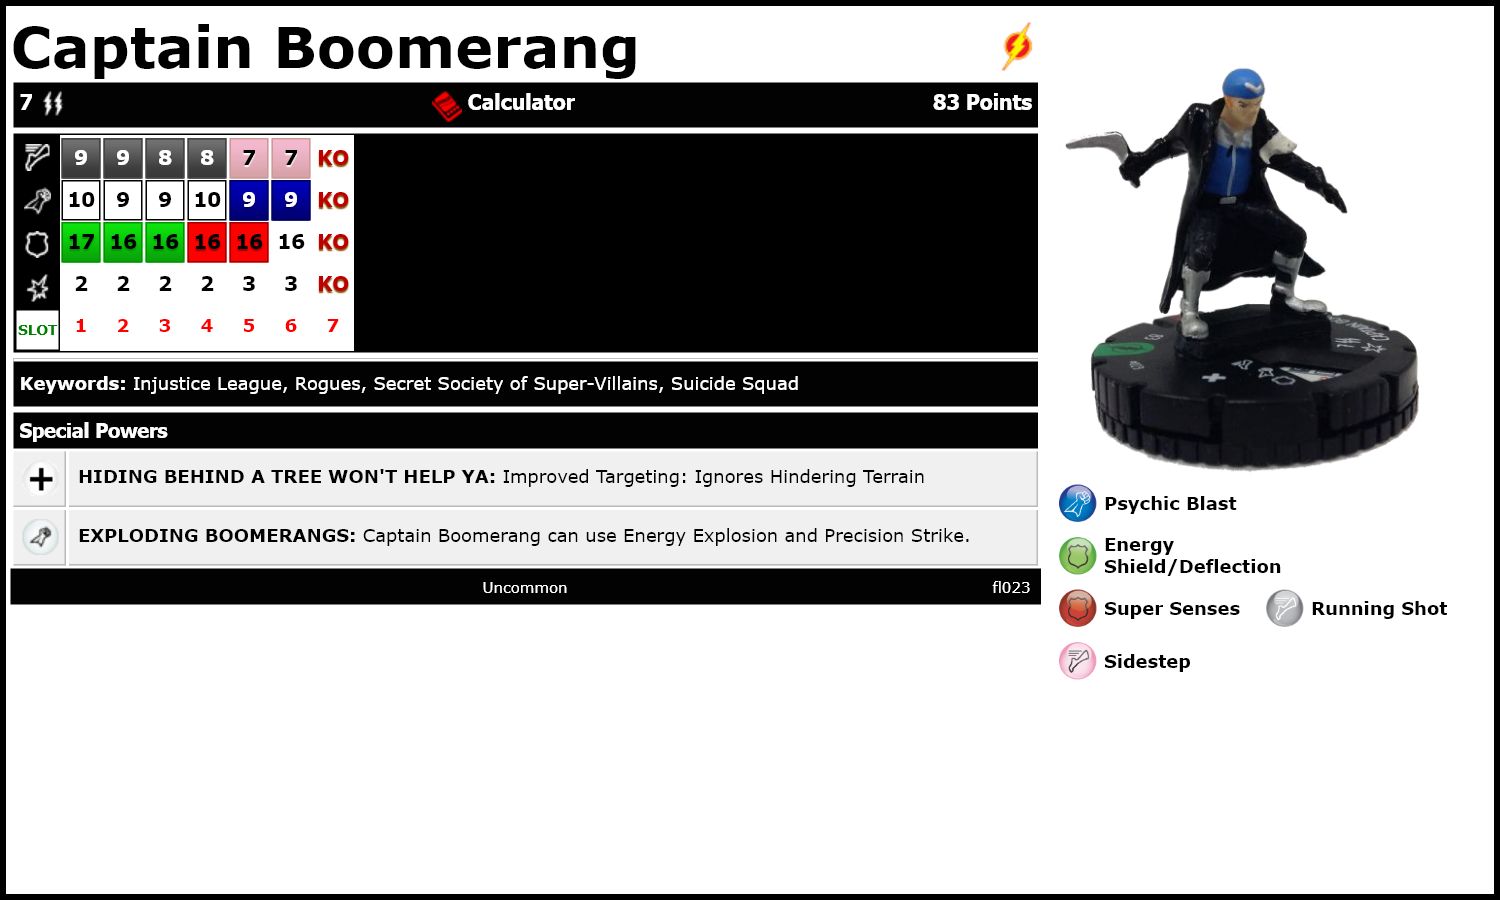 Captain Boomerang
7 Calculator 83 Points
9 9 8 8 7 7 KO
10 9 9 10 9 9 KO
17 16 16 16 16 16 KO
2 2 2 2 3 3 KO
SLOT 1 2 3 4 5 6 7
Keywords: Injustice League, Rogues, Secret Society of Super-Villains, Suicide Squad
Special Powers
+ HIDING BEHIND A TREE WON'T HELP YA: Improved Targeting: Ignores Hindering Terrain
EXPLODING BOOMERANGS: Captain Boomerang can use Energy Explosion and Precision Strike.
Uncommon fl023
Psychic Blast
Energy
Shield/Deflection
Super Senses Running Shot
Sidestep